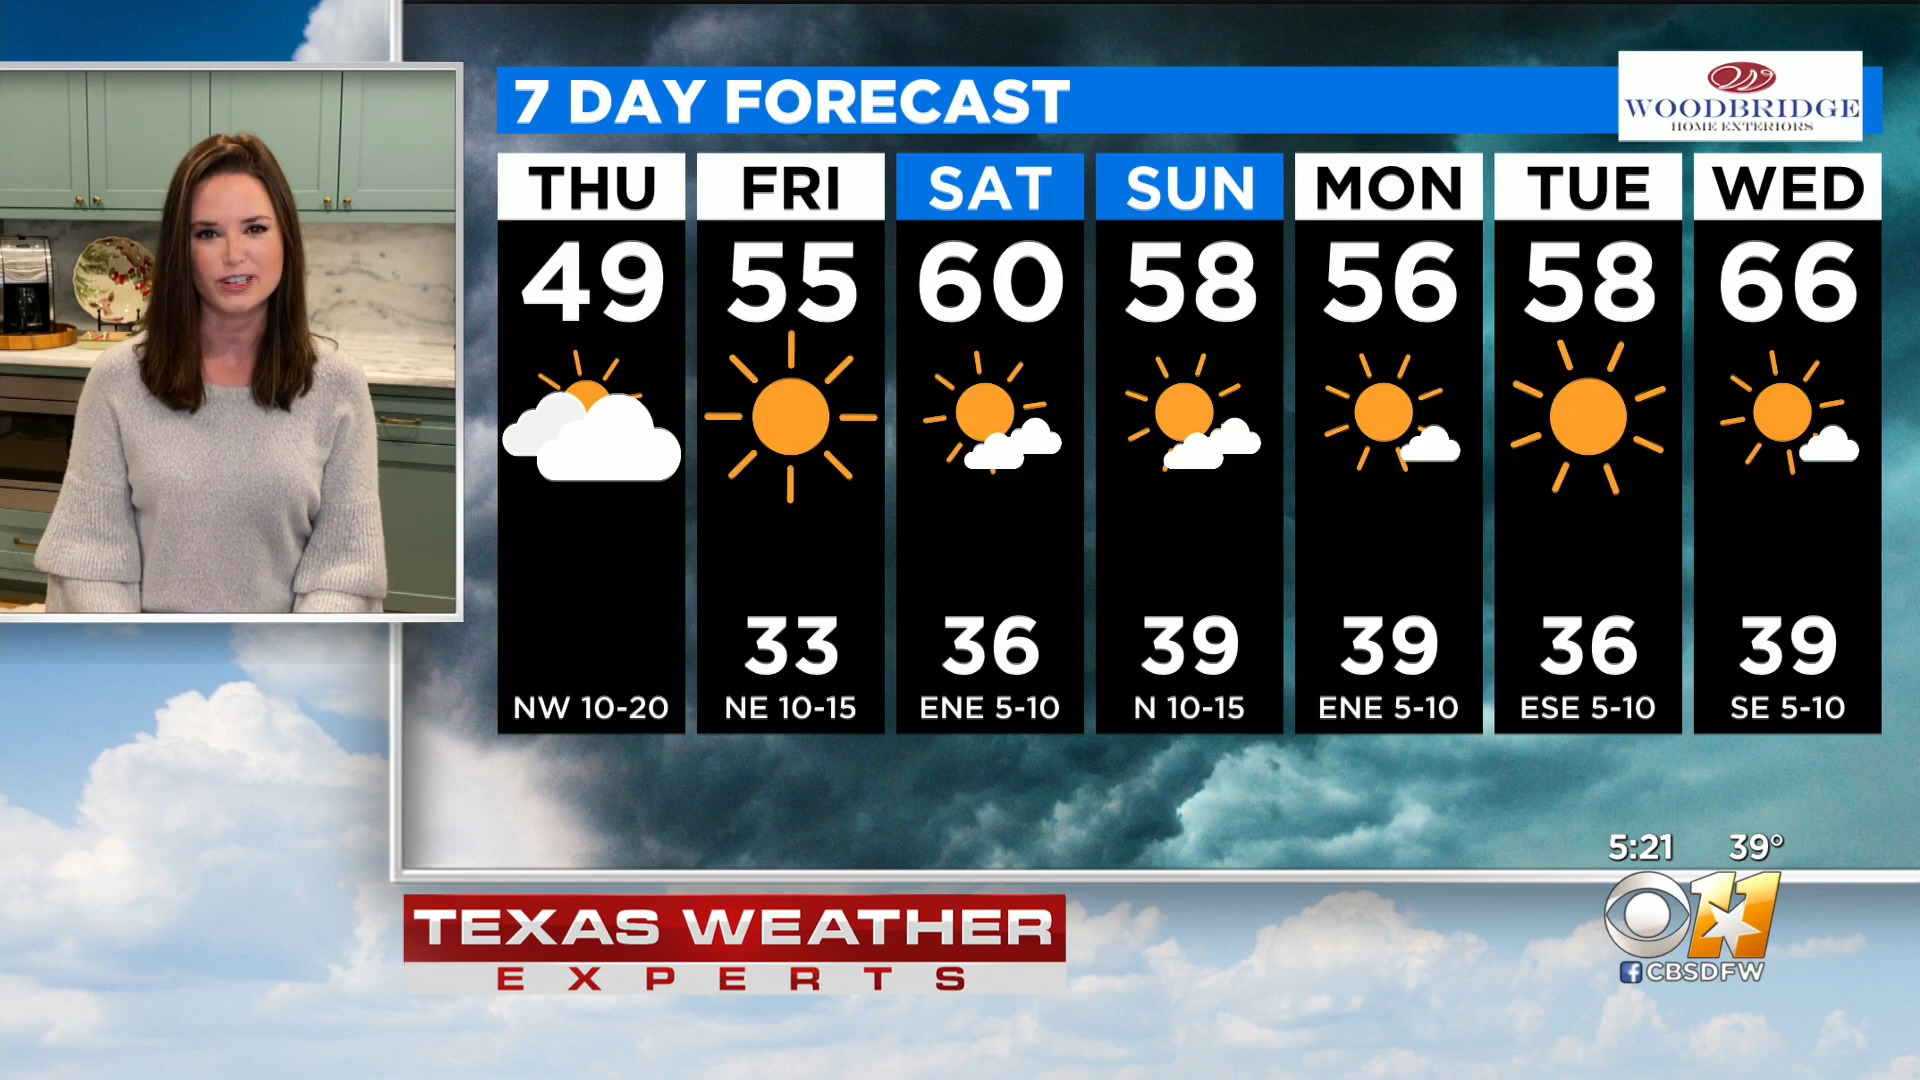 7 DAY FORECAST
WOODBRIDGE
HOME EXTERIORS
THU FRI SAT SUN MON TUE WED
49 55 60 58 56 58 66
33 36 39 39 36 39
NW 10-20 NE 10-15 ENE 5-10 N 10-15 ENE 5-10 ESE 5-10 SE 5-10
5:21 39°
11
CBSDFW
TEXAS WEATHER
EXPERTS